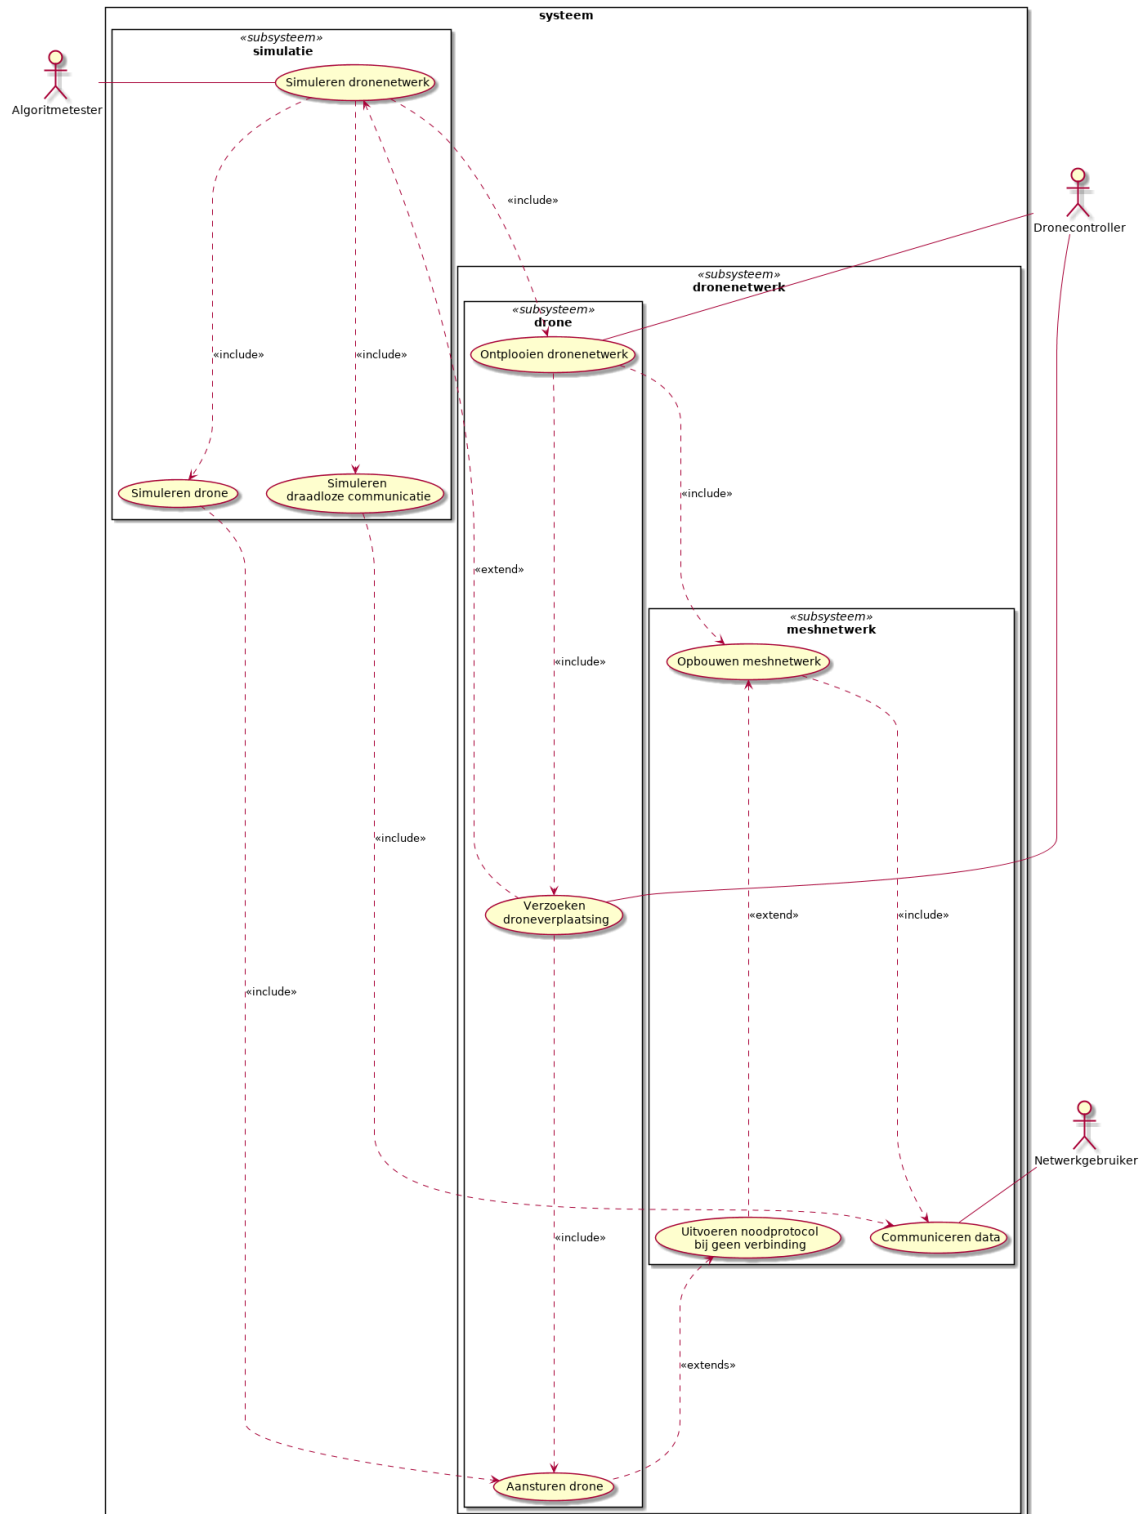 systeem
«subsysteem»
simulatie
Simuleren dronenetwerk
Algoritmetester
«include»
Dronecontroller
«subsysteem»
dronenetwerk
«subsysteem»
drone
Ontplooien dronenetwerk
«include»
«include»
Simuleren drone
Simuleren
draadloze communicatie
«include»
«extend»
«subsysteem»
meshnetwerk
Opbouwen meshnetwerk
«include»
«include»
Verzoeken
droneverplaatsing
«extend»
«include»
«include»
Netwerkgebruiker
Uitvoeren noodprotocol
bij geen verbinding
Communiceren data
«include»
«extends»
Aansturen drone